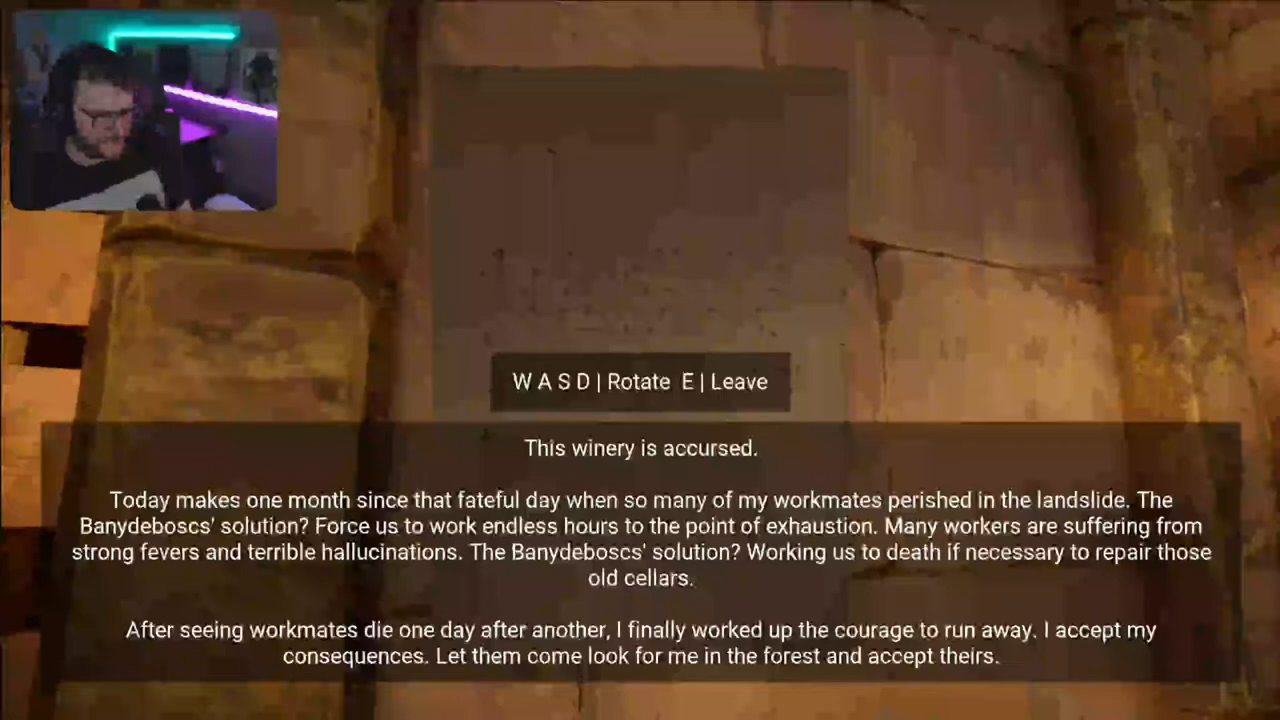 W A S D | Rotate E | Leave
This winery is accursed.
Today makes one month since that fateful day when so many of my workmates perished in the landslide. The
Banydeboscs' solution? Force us to work endless hours to the point of exhaustion. Many workers are suffering from
strong fevers and terrible hallucinations. The Banydeboscs' solution? Working us to death if necessary to repair those
old cellars.
After seeing workmates die one day after another, I finally worked up the courage to run away. I accept my
consequences. Let them come look for me in the forest and accept theirs.